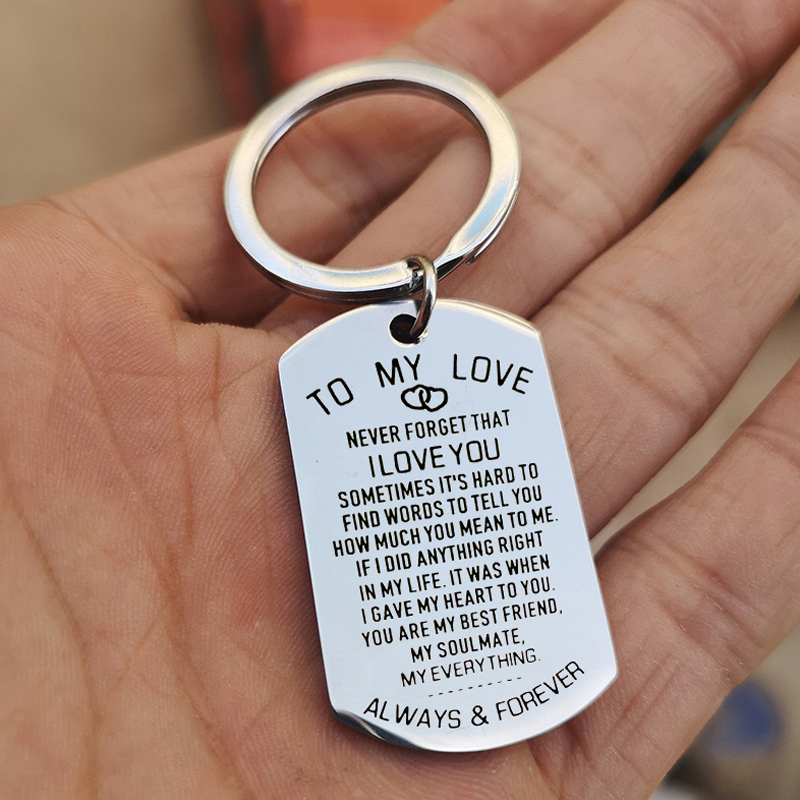 TO MY LOVE
NEVER FORGET THAT
I LOVE YOU
SOMETIMES IT'S HARD TO
FIND WORDS TO TELL YOU
HOW MUCH YOU MEAN TO ME.
IF I DID ANYTHING RIGHT
IN MY LIFE. IT WAS WHEN
I GAVE MY HEART TO YOU.
YOU ARE MY BEST FRIEND,
MY SOULMATE,
MY EVERYTHING.
ALWAYS & FOREVER